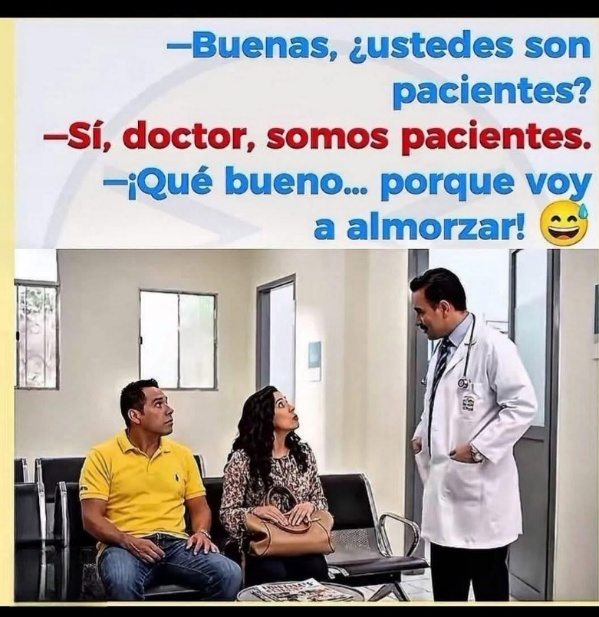 —Buenas, ¿ustedes son
pacientes?
—Sí, doctor, somos pacientes.
—¡Qué bueno... porque voy
a almorzar! 😅